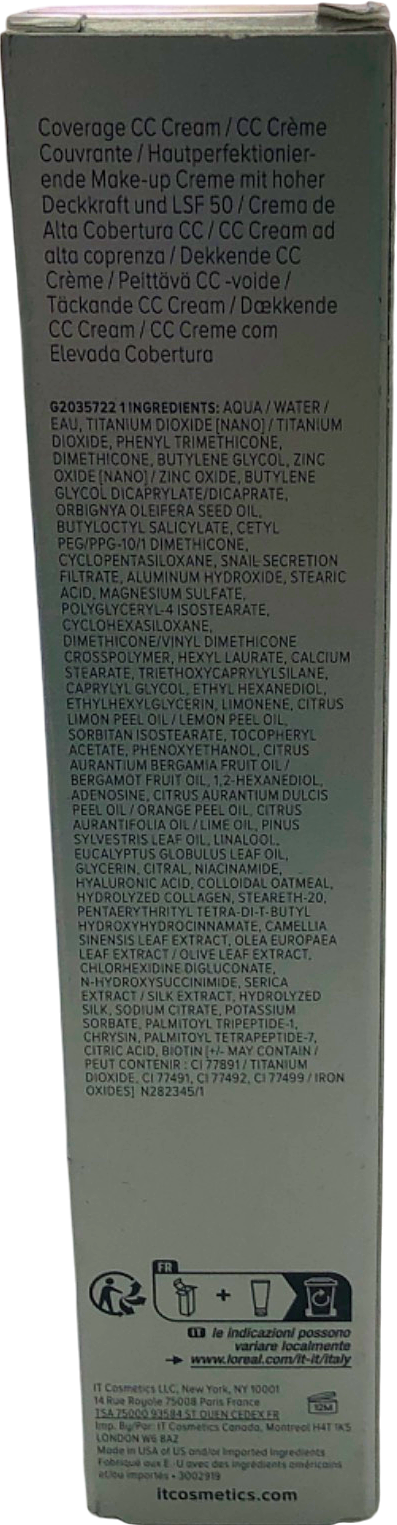 Coverage CC Cream / CC Crème
Couvrante / Hautperfektionier-
ende Make-up Creme mit hoher
Deckkraft und LSF 50 / Crema de
Alta Cobertura CC / CC Cream ad
alta coprenza / Dekkende CC
Crème / Peittävä CC -voide /
Täckande CC Cream / Dækkende
CC Cream / CC Creme com
Elevada Cobertura
G2035722 1 INGREDIENTS: AQUA / WATER /
EAU, TITANIUM DIOXIDE [NANO] / TITANIUM
DIOXIDE, PHENYL TRIMETHICONE,
DIMETHICONE, BUTYLENE GLYCOL, ZINC
OXIDE [NANO] / ZINC OXIDE, BUTYLENE
GLYCOL DICAPRYLATE/DICAPRATE,
ORBIGNYA OLEIFERA SEED OIL,
BUTYLOCTYL SALICYLATE, CETYL
PEG/PPG-10/1 DIMETHICONE,
CYCLOPENTASILOXANE, SNAIL SECRETION
FILTRATE, ALUMINUM HYDROXIDE, STEARIC
ACID, MAGNESIUM SULFATE,
POLYGLYCERYL-4 ISOSTEARATE,
CYCLOHEXASILOXANE,
DIMETHICONE/VINYL DIMETHICONE
CROSSPOLYMER, HEXYL LAURATE, CALCIUM
STEARATE, TRIETHOXYCAPRYLYLSILANE,
CAPRYLYL GLYCOL, ETHYL HEXANEDIOL,
ETHYLHEXYLGLYCERIN, LIMONENE, CITRUS
LIMON PEEL OIL / LEMON PEEL OIL,
SORBITAN ISOSTEARATE, TOCOPHERYL
ACETATE, PHENOXYETHANOL, CITRUS
AURANTIUM BERGAMIA FRUIT OIL /
BERGAMOT FRUIT OIL, 1,2-HEXANEDIOL,
ADENOSINE, CITRUS AURANTIUM DULCIS
PEEL OIL / ORANGE PEEL OIL, CITRUS
AURANTIFOLIA OIL / LIME OIL, PINUS
SYLVESTRIS LEAF OIL, LINALOOL,
EUCALYPTUS GLOBULUS LEAF OIL,
GLYCERIN, CITRAL, NIACINAMIDE,
HYALURONIC ACID, COLLOIDAL OATMEAL,
HYDROLYZED COLLAGEN, STEARETH-20,
PENTAERYTHRITYL TETRA-DI-T-BUTYL
HYDROXYHYDROCINNAMATE, CAMELLIA
SINENSIS LEAF EXTRACT, OLEA EUROPAEA
LEAF EXTRACT / OLIVE LEAF EXTRACT,
CHLORHEXIDINE DIGLUCONATE,
N-HYDROXYSUCCINIMIDE, SERICA
EXTRACT / SILK EXTRACT, HYDROLYZED
SILK, SODIUM CITRATE, POTASSIUM
SORBATE, PALMITOYL TRIPEPTIDE-1,
CHRYSIN, PALMITOYL TETRAPEPTIDE-7,
CITRIC ACID, BIOTIN [+/- MAY CONTAIN /
PEUT CONTENIR : CI 77891 / TITANIUM
DIOXIDE, CI 77491, CI 77492, CI 77499 / IRON
OXIDES] N282345/1
FR
+
IT le indicazioni possono
variare localmente
www.loreal.com/it-it/italy
IT Cosmetics LLC, New York, NY 10001
14 Rue Royale 75008 Paris France
TSA 75000 93584 ST OUEN CEDEX FR
Imp. By/Par: IT Cosmetics Canada, Montreal H4T 1K5
LONDON W6 8AZ
12M
Made in USA of US and/or Imported Ingredients
Fabriqué aux É-U avec des ingrédients américains
et/ou importés • 3002919
itcosmetics.com